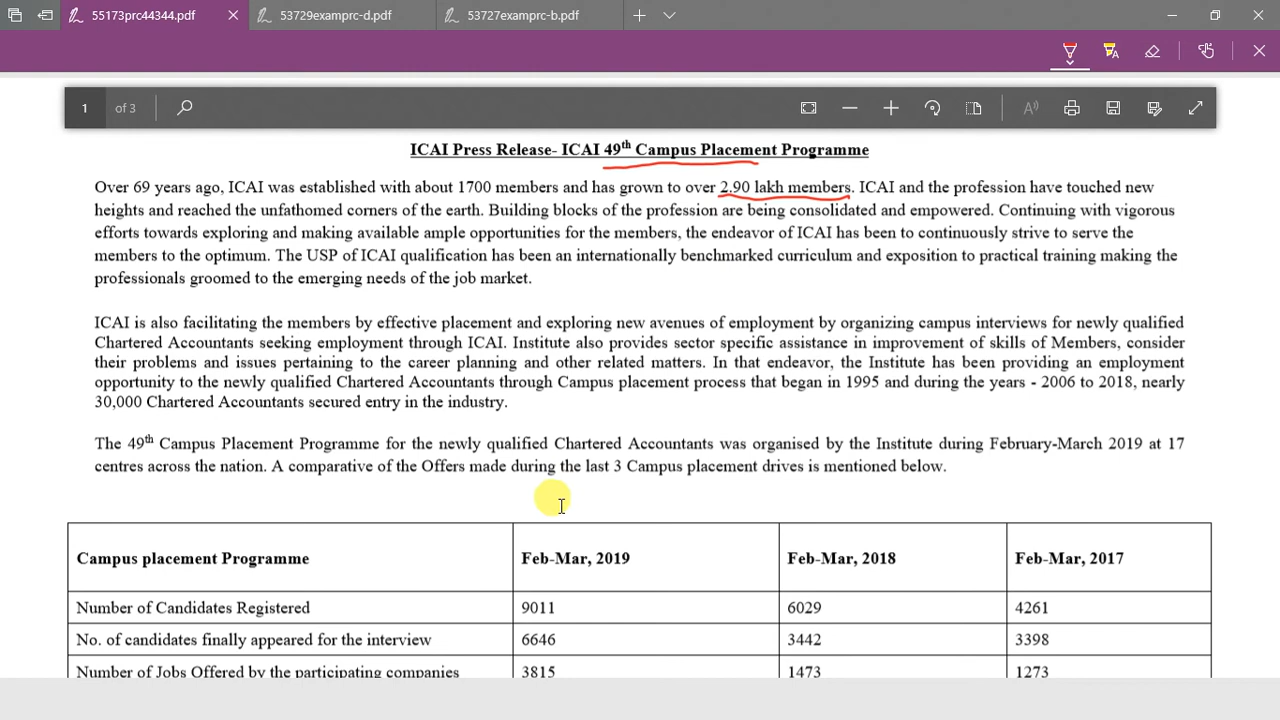 55173prc44344.pdf
53729examprc-d.pdf
53727examprc-b.pdf
1 of 3
ICAI Press Release- ICAI 49th Campus Placement Programme
Over 69 years ago, ICAI was established with about 1700 members and has grown to over 2.90 lakh members. ICAI and the profession have touched new
heights and reached the unfathomed corners of the earth. Building blocks of the profession are being consolidated and empowered. Continuing with vigorous
efforts towards exploring and making available ample opportunities for the members, the endeavor of ICAI has been to continuously strive to serve the
members to the optimum. The USP of ICAI qualification has been an internationally benchmarked curriculum and exposition to practical training making the
professionals groomed to the emerging needs of the job market.
ICAI is also facilitating the members by effective placement and exploring new avenues of employment by organizing campus interviews for newly qualified
Chartered Accountants seeking employment through ICAI. Institute also provides sector specific assistance in improvement of skills of Members, consider
their problems and issues pertaining to the career planning and other related matters. In that endeavor, the Institute has been providing an employment
opportunity to the newly qualified Chartered Accountants through Campus placement process that began in 1995 and during the years - 2006 to 2018, nearly
30,000 Chartered Accountants secured entry in the industry.
The 49th Campus Placement Programme for the newly qualified Chartered Accountants was organised by the Institute during February-March 2019 at 17
centres across the nation. A comparative of the Offers made during the last 3 Campus placement drives is mentioned below.
Campus placement Programme Feb-Mar, 2019 Feb-Mar, 2018 Feb-Mar, 2017
Number of Candidates Registered 9011 6029 4261
No. of candidates finally appeared for the interview 6646 3442 3398
Number of Jobs Offered by the participating companies 3815 1473 1273